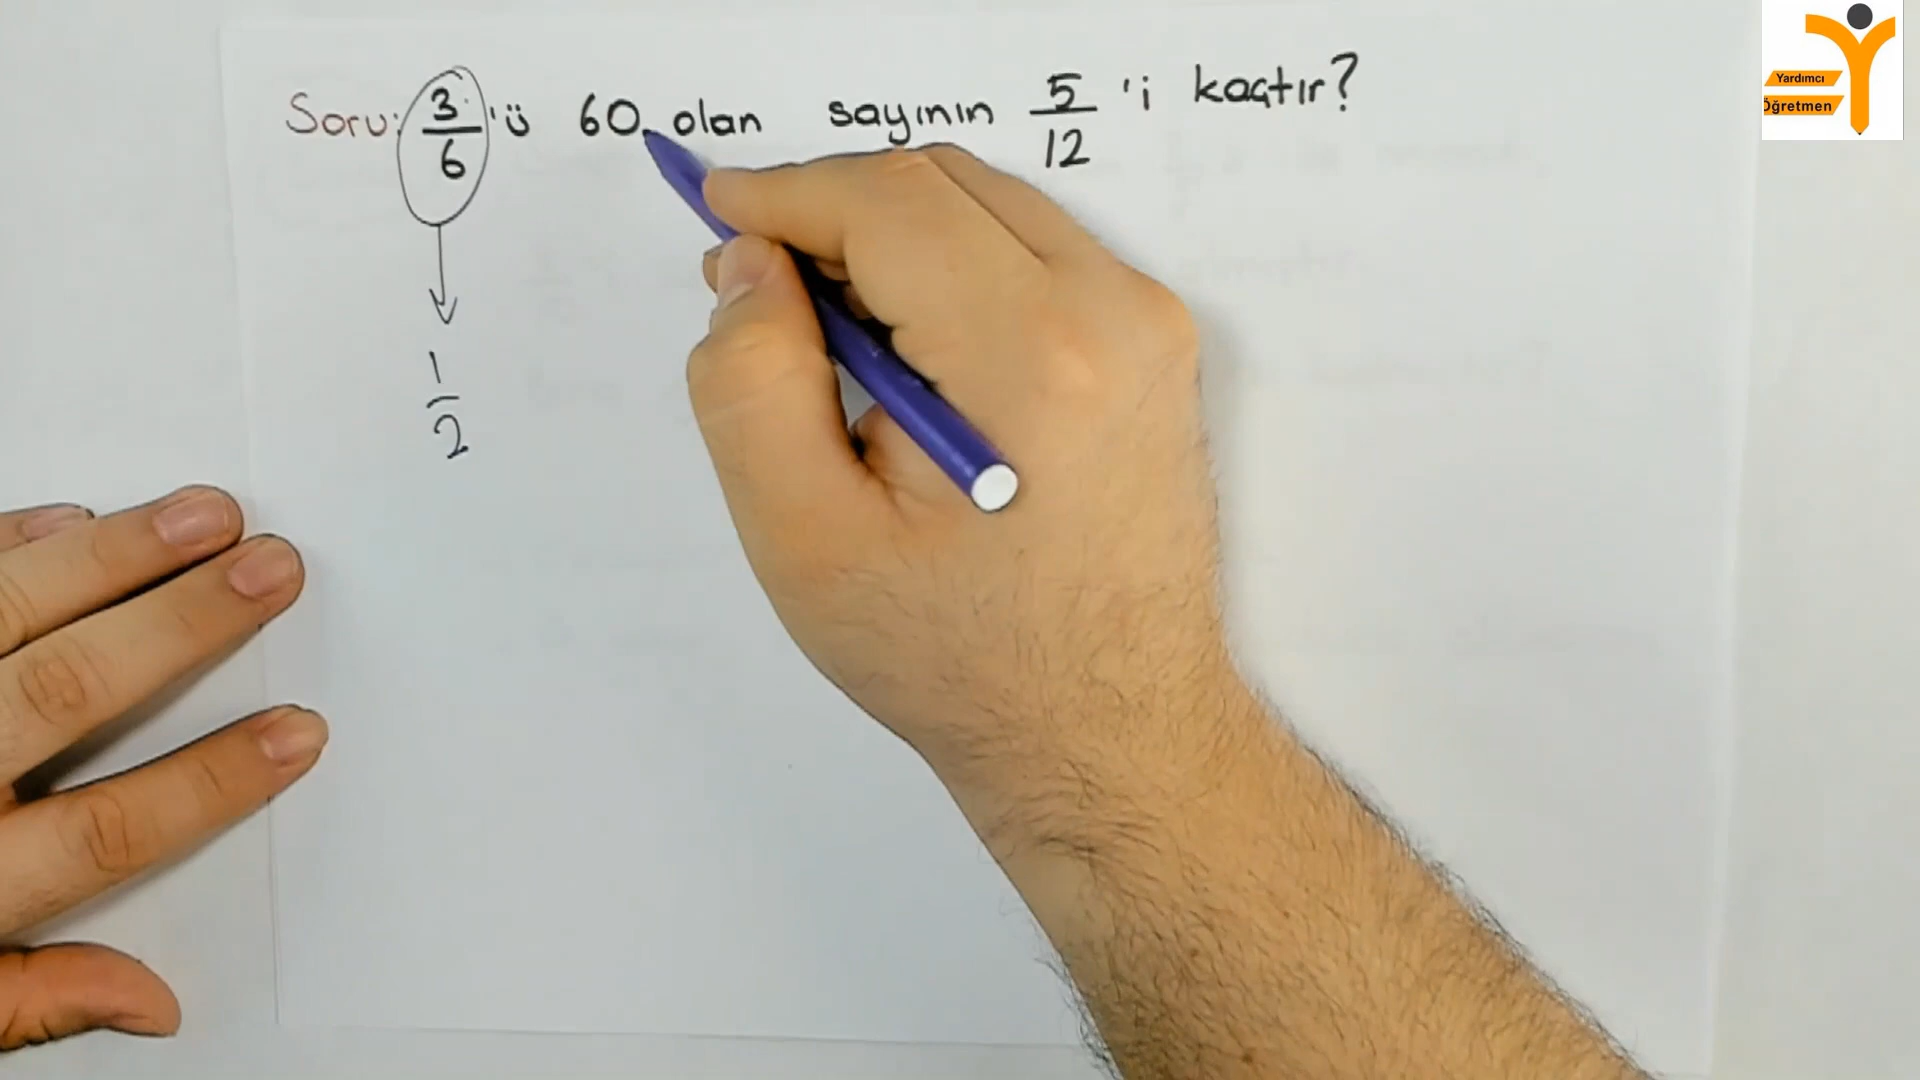 Soru: 3/6 'ü 60 olan sayının 5/12 'i kaçtır?
1/2
Yardımcı
Öğretmen